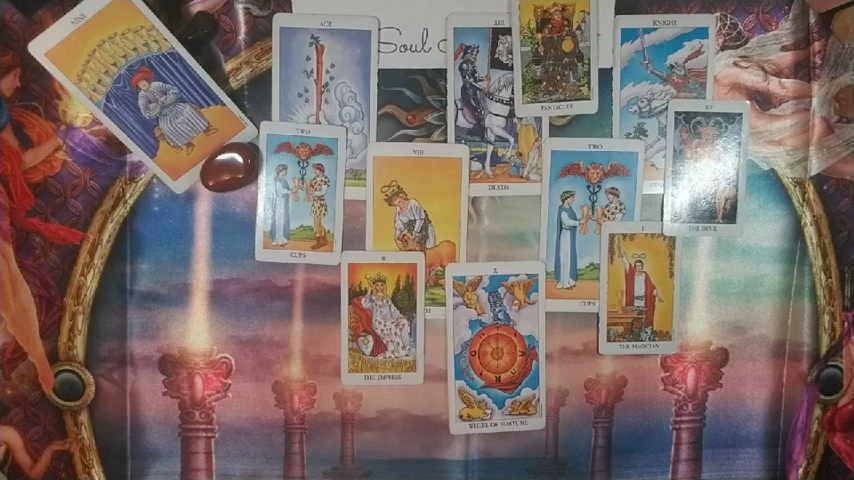 NINE
ACE
Soul
XIII
DEATH
PENTACLES
KNIGHT
XV
THE DEVIL
TWO
CUPS
VIII
TWO
CUPS
I
THE MAGICIAN
III
THE EMPRESS
X
WHEEL OF FORTUNE